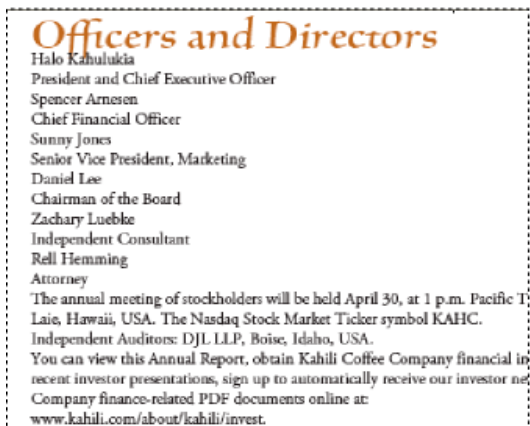 Officers and Directors
Halo Kahulukia
President and Chief Executive Officer
Spencer Arnesen
Chief Financial Officer
Sunny Jones
Senior Vice President, Marketing
Daniel Lee
Chairman of the Board
Zachary Luebke
Independent Consultant
Rell Hemming
Attorney
The annual meeting of stockholders will be held April 30, at 1 p.m. Pacific T
Laie, Hawaii, USA. The Nasdaq Stock Market Ticker symbol KAHC.
Independent Auditors: DJL LLP, Boise, Idaho, USA.
You can view this Annual Report, obtain Kahili Coffee Company financial in
recent investor presentations, sign up to automatically receive our investor ne
Company finance-related PDF documents online at:
www.kahili.com/about/kahili/invest.